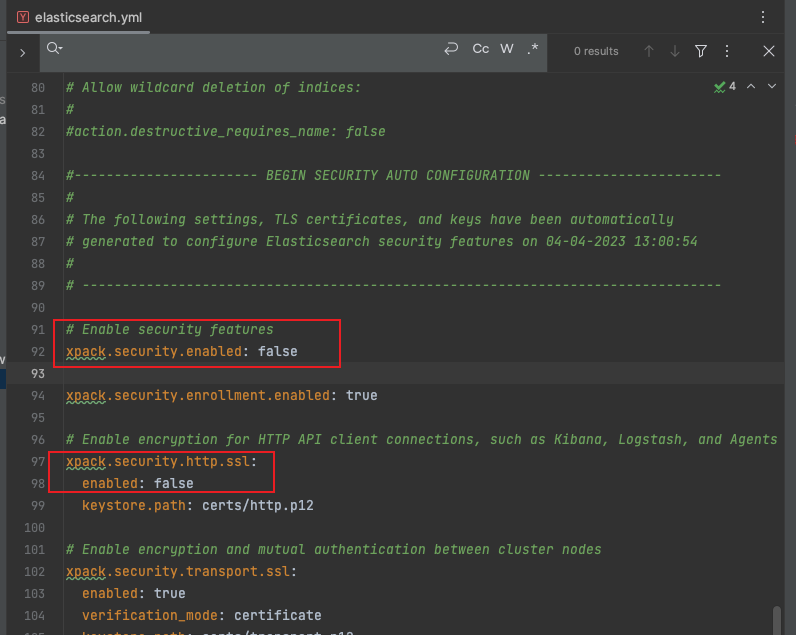 elasticsearch.yml
Cc W .* 0 results
80 # Allow wildcard deletion of indices:
4
81 #
82 #action.destructive_requires_name: false
83
84 #----------------------- BEGIN SECURITY AUTO CONFIGURATION -----------------------
85 #
86 # The following settings, TLS certificates, and keys have been automatically
87 # generated to configure Elasticsearch security features on 04-04-2023 13:00:54
88 #
89 # --------------------------------------------------------------------------------
90
91 # Enable security features
92 xpack.security.enabled: false
93
94 xpack.security.enrollment.enabled: true
95
96 # Enable encryption for HTTP API client connections, such as Kibana, Logstash, and Agents
97 xpack.security.http.ssl:
98   enabled: false
99   keystore.path: certs/http.p12
100
101 # Enable encryption and mutual authentication between cluster nodes
102 xpack.security.transport.ssl:
103   enabled: true
104   verification_mode: certificate